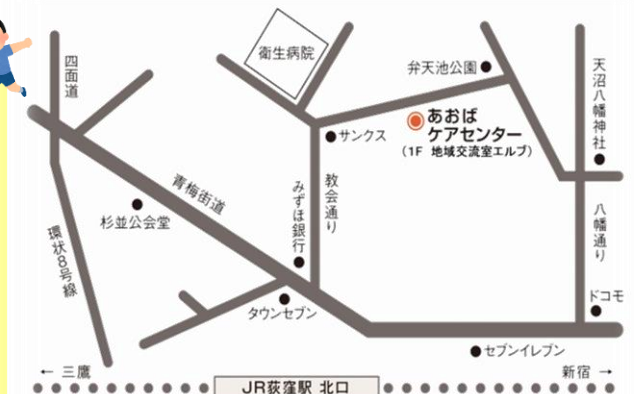 四面道
衛生病院
弁天池公園
天沼八幡神社
サンクス
あおば
ケアセンター
(1F 地域交流室エルブ)
青梅街道
みずほ銀行
教会通り
杉並公会堂
環状8号線
八幡通り
タウンセブン
ドコモ
セブンイレブン
← 三鷹
新宿 →
JR荻窪駅 北口